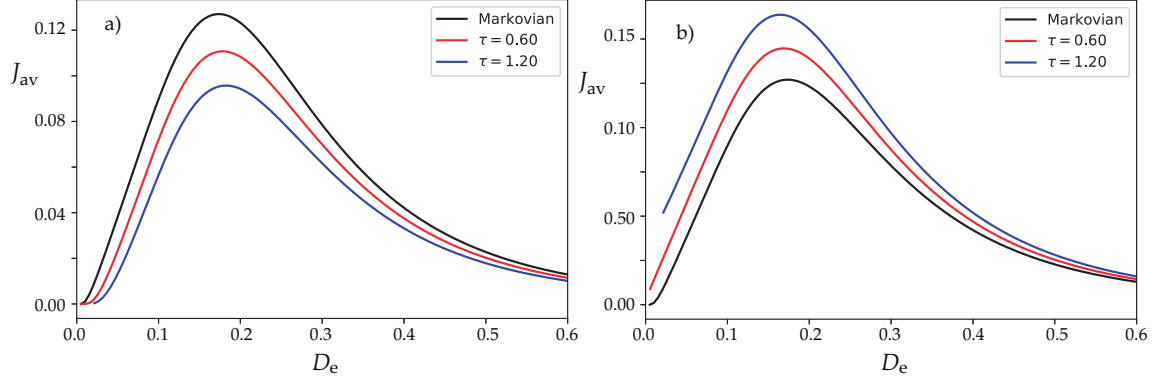 a)
J_av
0.12
0.08
0.04
0.00
Markovian
τ = 0.60
τ = 1.20
0.0 0.1 0.2 0.3 0.4 0.5 0.6
D_e
b)
J_av
0.15
0.10
0.50
0.00
Markovian
τ = 0.60
τ = 1.20
0.0 0.1 0.2 0.3 0.4 0.5 0.6
D_e